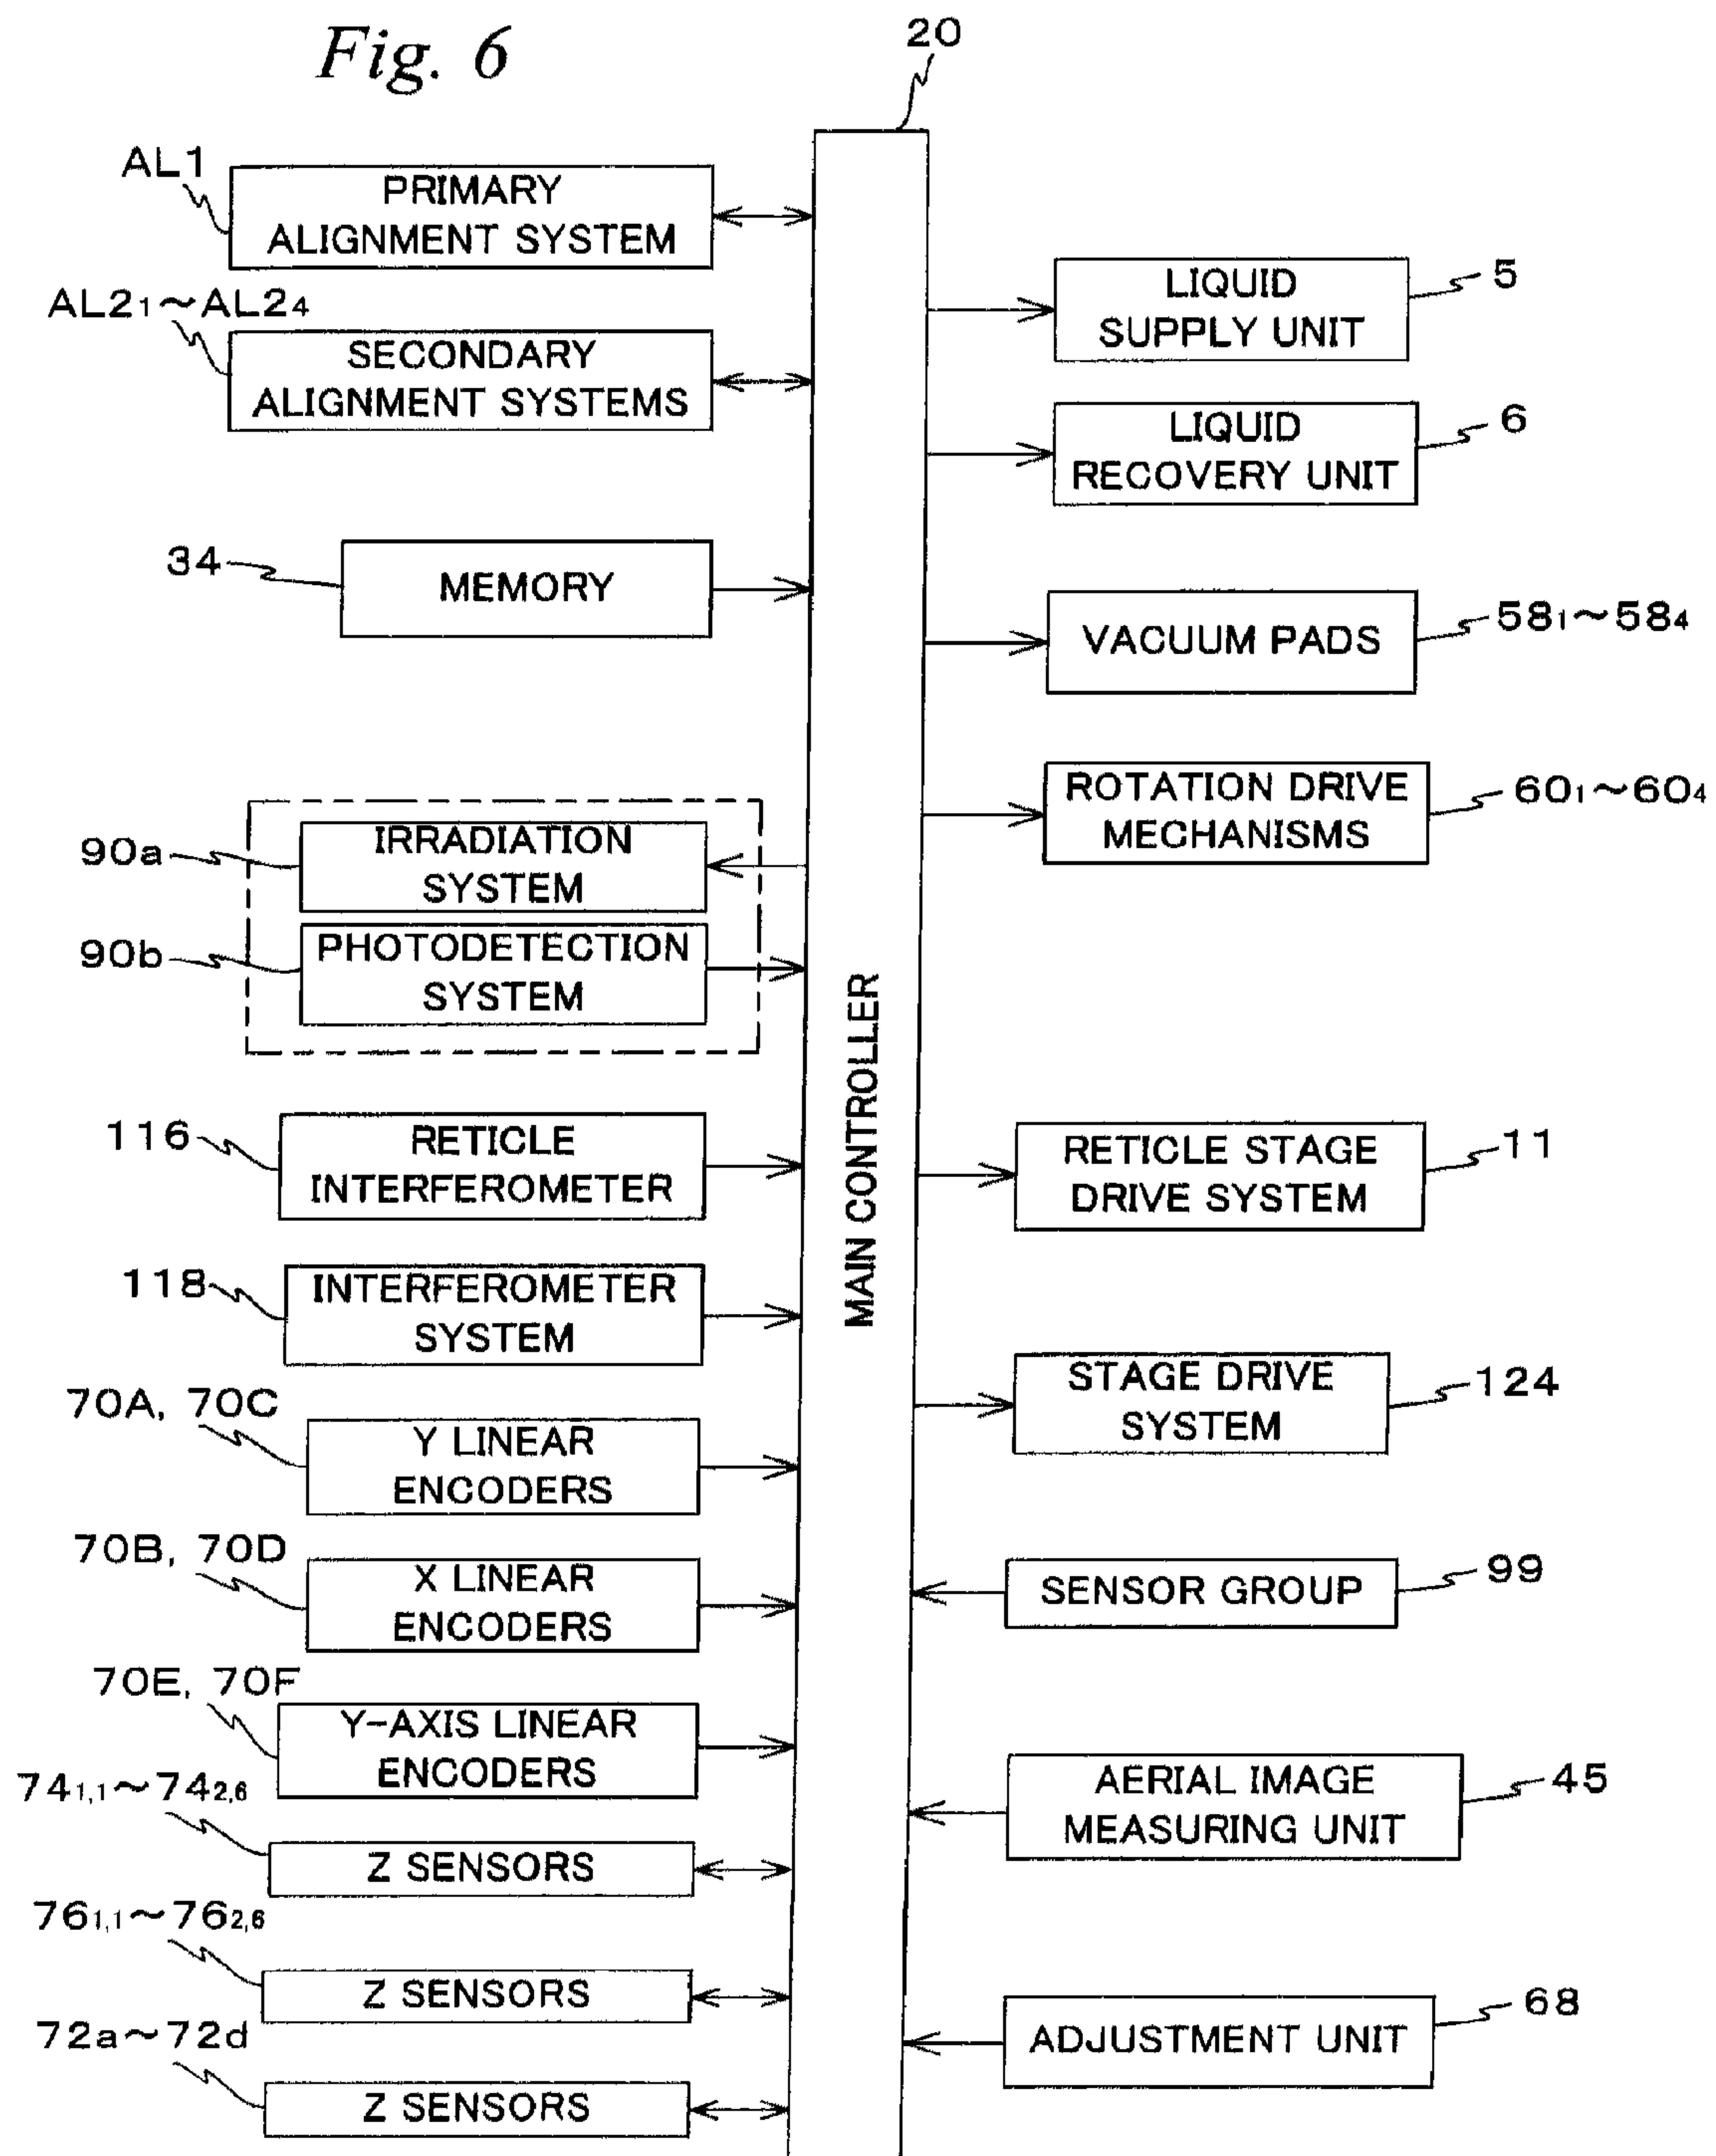 Fig. 6
20
AL1
PRIMARY
ALIGNMENT SYSTEM
AL21~AL24
SECONDARY
ALIGNMENT SYSTEMS
34
MEMORY
90a
IRRADIATION
SYSTEM
90b
PHOTODETECTION
SYSTEM
116
RETICLE
INTERFEROMETER
118
INTERFEROMETER
SYSTEM
70A, 70C
Y LINEAR
ENCODERS
70B, 70D
X LINEAR
ENCODERS
70E, 70F
Y-AXIS LINEAR
ENCODERS
741,1~742,6
Z SENSORS
761,1~762,6
Z SENSORS
72a~72d
Z SENSORS
MAIN CONTROLLER
LIQUID
SUPPLY UNIT
5
LIQUID
RECOVERY UNIT
6
VACUUM PADS
581~584
ROTATION DRIVE
MECHANISMS
601~604
RETICLE STAGE
DRIVE SYSTEM
11
STAGE DRIVE
SYSTEM
124
SENSOR GROUP
99
AERIAL IMAGE
MEASURING UNIT
45
ADJUSTMENT UNIT
68